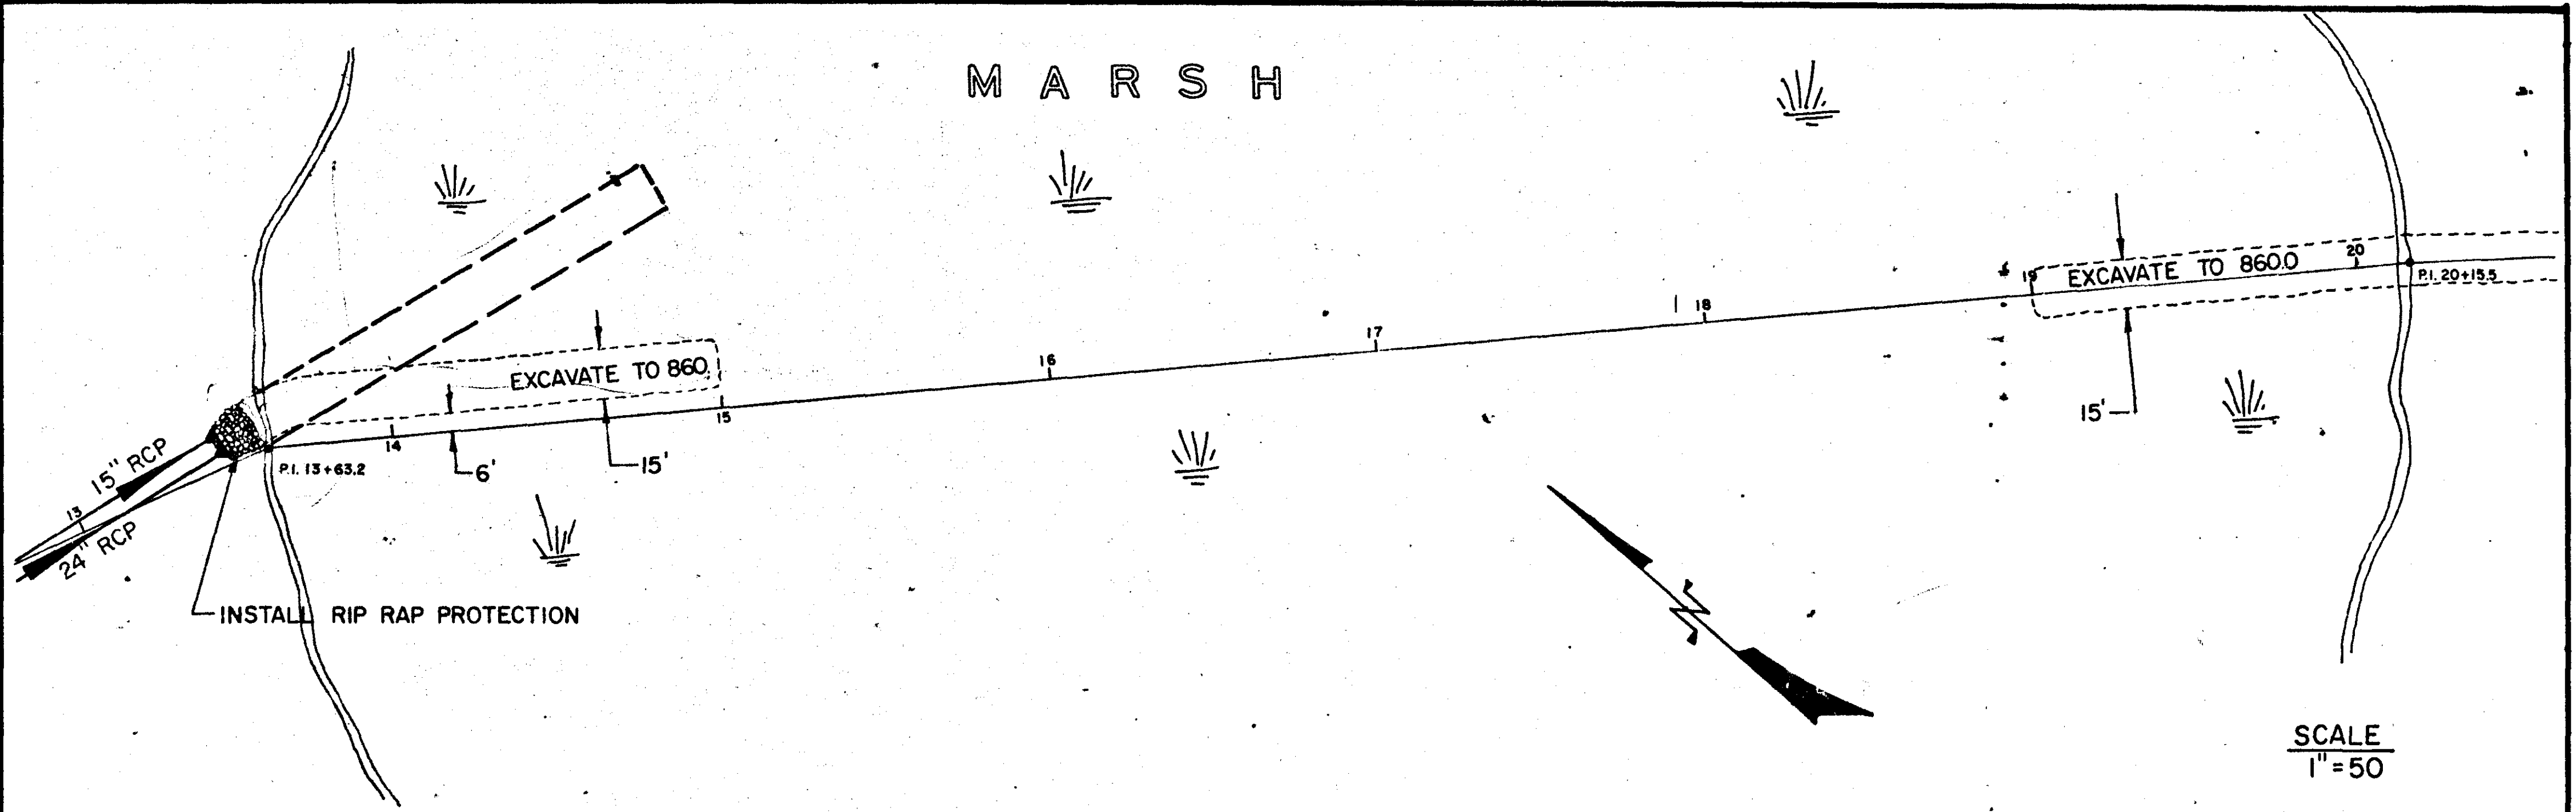 MARSH
20
19
EXCAVATE TO 860.0
P.I. 20+15.5
18
17
16
EXCAVATE TO 860
15
14
15'
15" RCP
P.I. 13+63.2
6'
15'
13
24" RCP
INSTALL RIP RAP PROTECTION
SCALE
1"=50